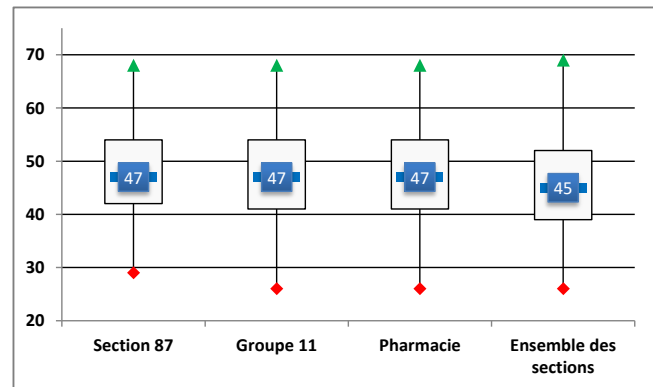 70
60
50
40
30
20
47
47
47
45
Section 87
Groupe 11
Pharmacie
Ensemble des
sections